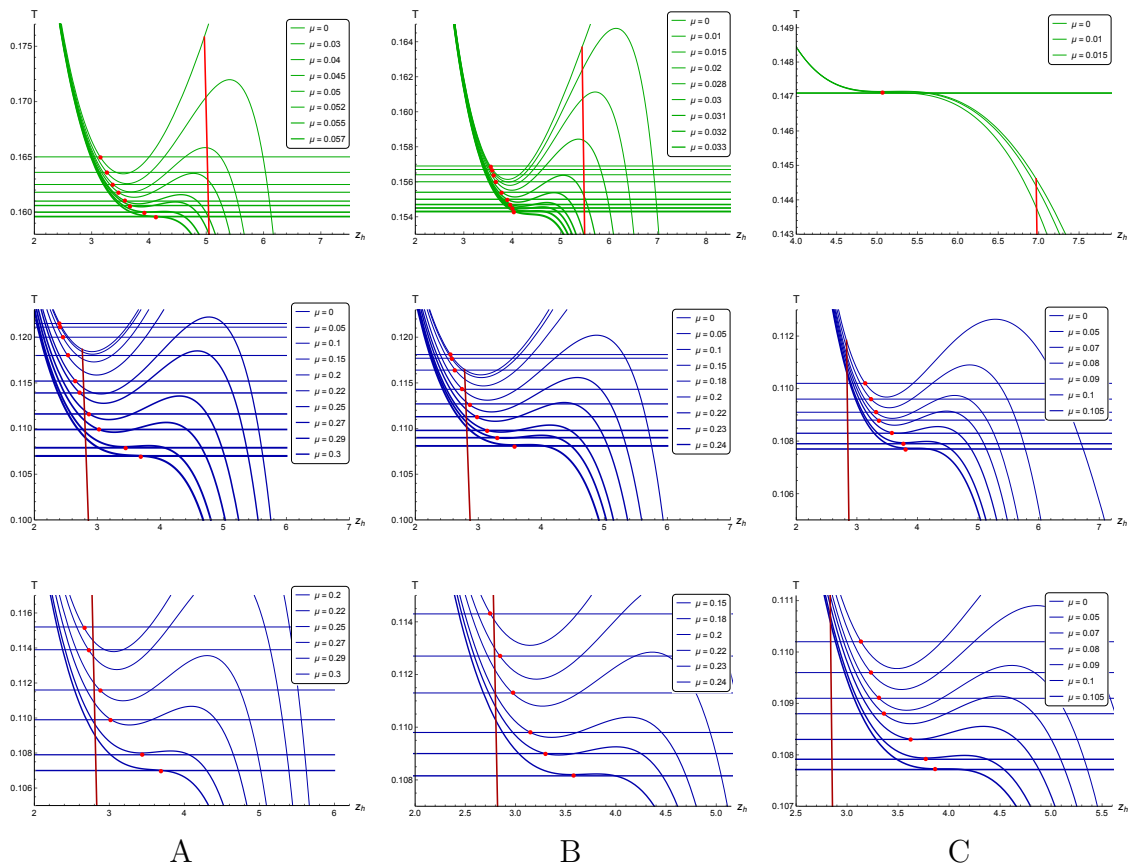 T
0.175
0.170
0.165
0.160
2 3 4 5 6 7
z_h
μ = 0
μ = 0.03
μ = 0.04
μ = 0.045
μ = 0.05
μ = 0.052
μ = 0.055
μ = 0.057
T
0.164
0.162
0.160
0.158
0.156
0.154
2 3 4 5 6 7 8
z_h
μ = 0
μ = 0.01
μ = 0.015
μ = 0.02
μ = 0.028
μ = 0.03
μ = 0.031
μ = 0.032
μ = 0.033
T
0.149
0.148
0.147
0.146
0.145
0.144
0.143
4.0 4.5 5.0 5.5 6.0 6.5 7.0 7.5
z_h
μ = 0
μ = 0.01
μ = 0.015
T
0.120
0.115
0.110
0.105
0.100
2 3 4 5 6 7
z_h
μ = 0
μ = 0.05
μ = 0.1
μ = 0.15
μ = 0.2
μ = 0.22
μ = 0.25
μ = 0.27
μ = 0.29
μ = 0.3
T
0.120
0.115
0.110
0.105
0.100
2 3 4 5 6 7
z_h
μ = 0
μ = 0.05
μ = 0.1
μ = 0.15
μ = 0.18
μ = 0.2
μ = 0.22
μ = 0.23
μ = 0.24
T
0.112
0.110
0.108
0.106
2 3 4 5 6 7
z_h
μ = 0
μ = 0.05
μ = 0.07
μ = 0.08
μ = 0.09
μ = 0.1
μ = 0.105
T
0.116
0.114
0.112
0.110
0.108
0.106
2 3 4 5 6
z_h
μ = 0.2
μ = 0.22
μ = 0.25
μ = 0.27
μ = 0.29
μ = 0.3
T
0.114
0.112
0.110
0.108
2.0 2.5 3.0 3.5 4.0 4.5 5.0
z_h
μ = 0.15
μ = 0.18
μ = 0.2
μ = 0.22
μ = 0.23
μ = 0.24
T
0.111
0.110
0.109
0.108
0.107
2.5 3.0 3.5 4.0 4.5 5.0 5.5
z_h
μ = 0
μ = 0.05
μ = 0.07
μ = 0.08
μ = 0.09
μ = 0.1
μ = 0.105
A B C